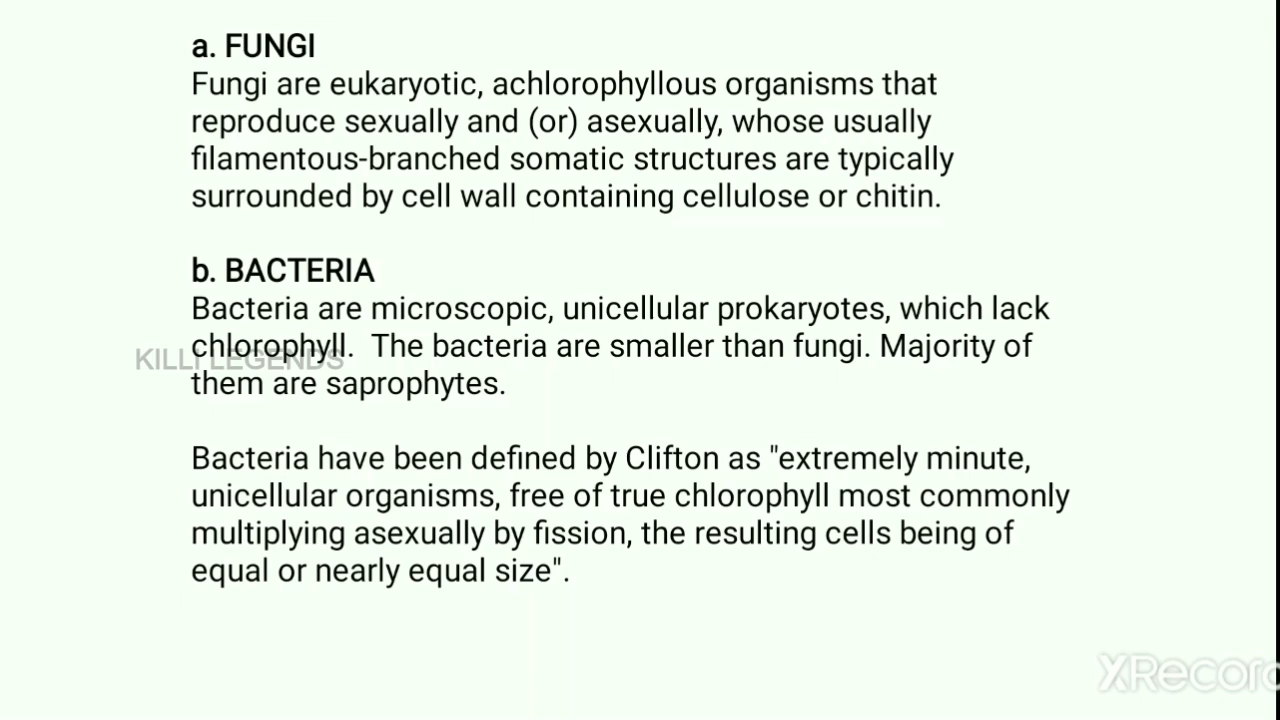 a. FUNGI
Fungi are eukaryotic, achlorophyllous organisms that
reproduce sexually and (or) asexually, whose usually
filamentous-branched somatic structures are typically
surrounded by cell wall containing cellulose or chitin.
b. BACTERIA
Bacteria are microscopic, unicellular prokaryotes, which lack
chlorophyll. The bacteria are smaller than fungi. Majority of
KILLI LEGENDS
them are saprophytes.
Bacteria have been defined by Clifton as "extremely minute,
unicellular organisms, free of true chlorophyll most commonly
multiplying asexually by fission, the resulting cells being of
equal or nearly equal size".
XRecord